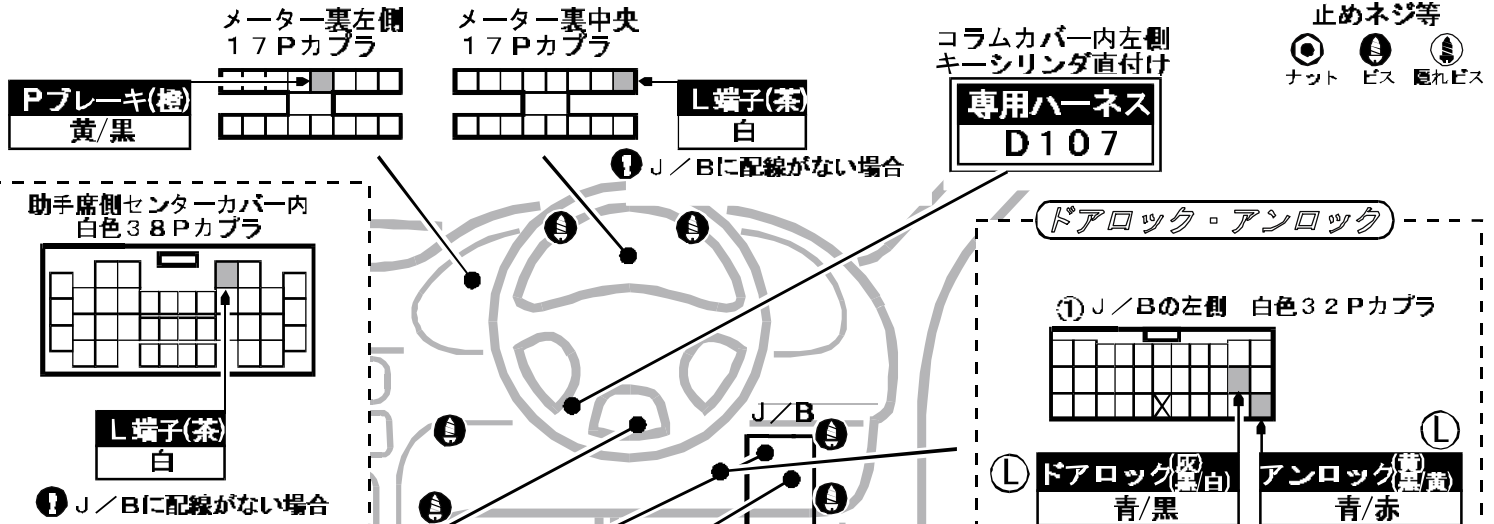 メーター裏左側
17Pカプラ
Pブレーキ(橙)
黄/黒
メーター裏中央
17Pカプラ
L端子(茶)
白
J/Bに配線がない場合
コラムカバー内左側
キーシリンダ直付け
専用ハーネス
D107
止めネジ等
ナット ビス 隠れビス
助手席側センターカバー内
白色38Pカプラ
L端子(茶)
白
J/Bに配線がない場合
J/B
ドアロック・アンロック
① J/Bの左側 白色32Pカプラ
L
ドアロック(灰)(黒/白)
青/黒
L
アンロック(黄)(黒/黄)
青/赤